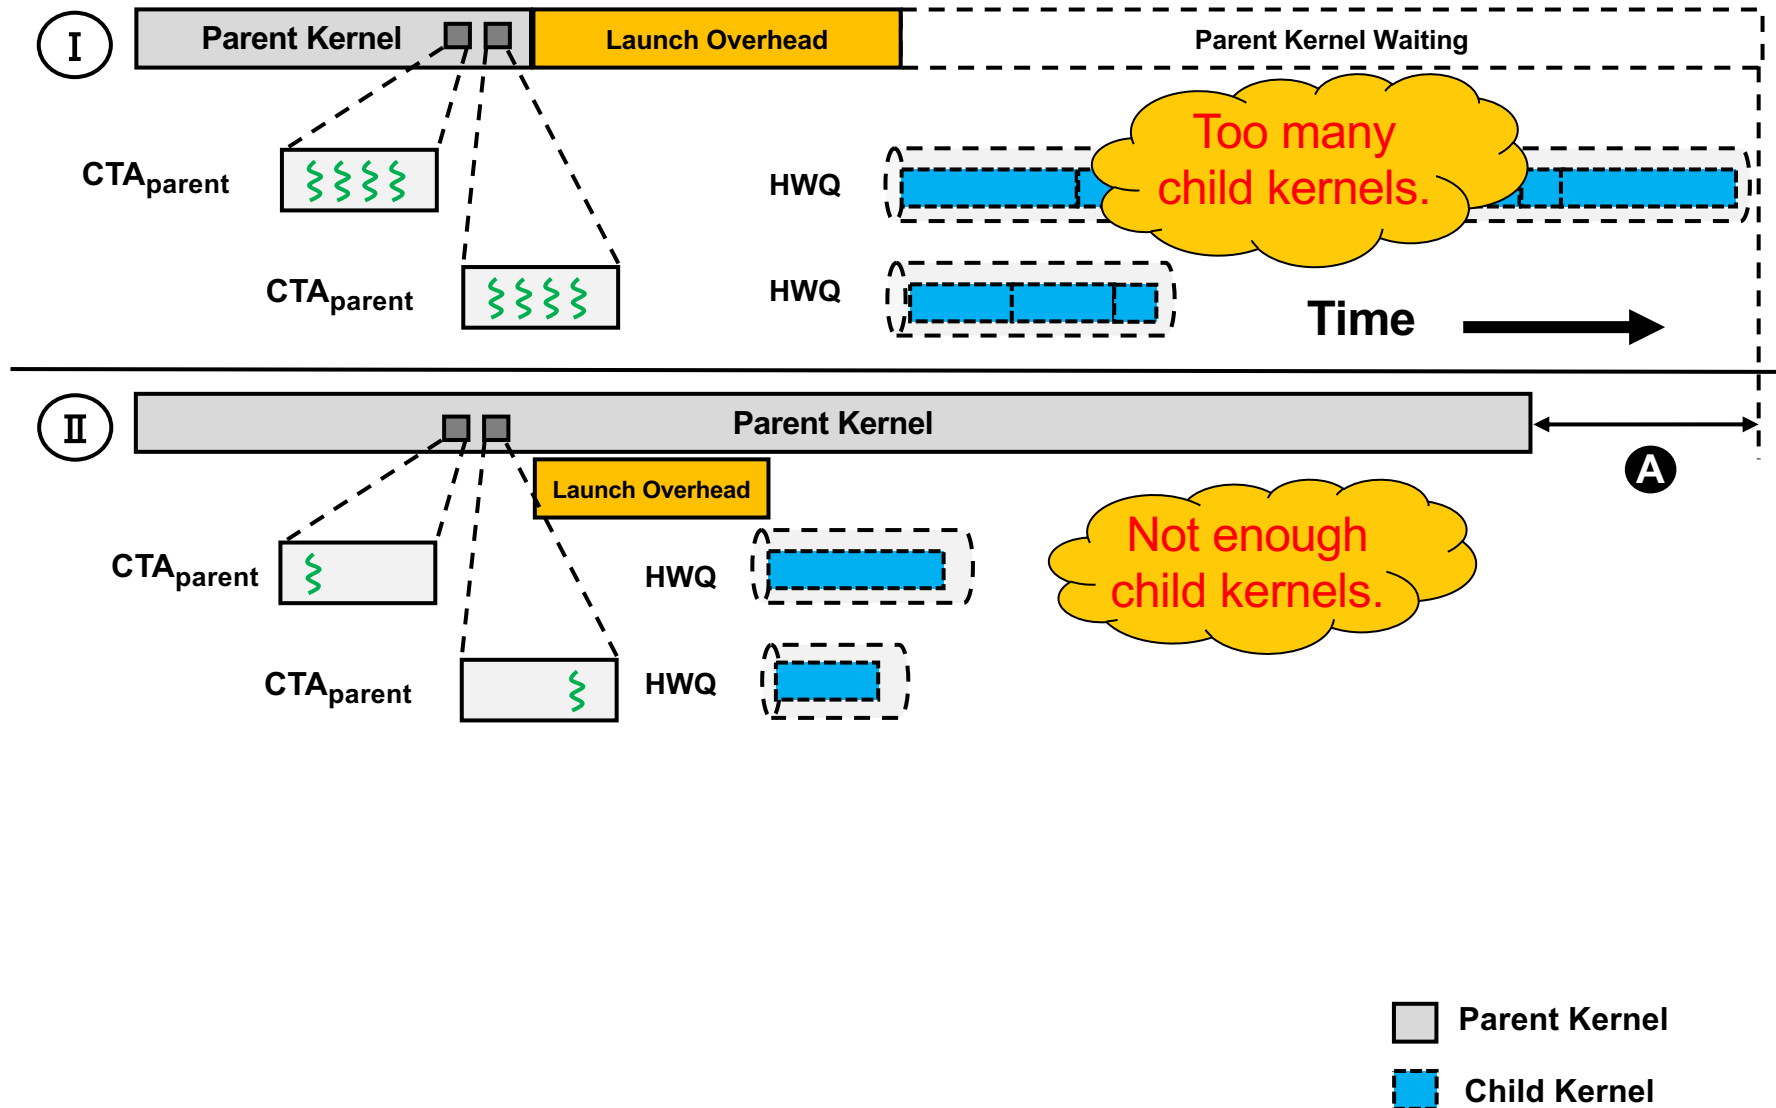 I
Parent Kernel
Launch Overhead
Parent Kernel Waiting
Too many
child kernels.
CTAparent
HWQ
CTAparent
HWQ
Time
II
Parent Kernel
A
Launch Overhead
Not enough
child kernels.
CTAparent
HWQ
CTAparent
HWQ
Parent Kernel
Child Kernel